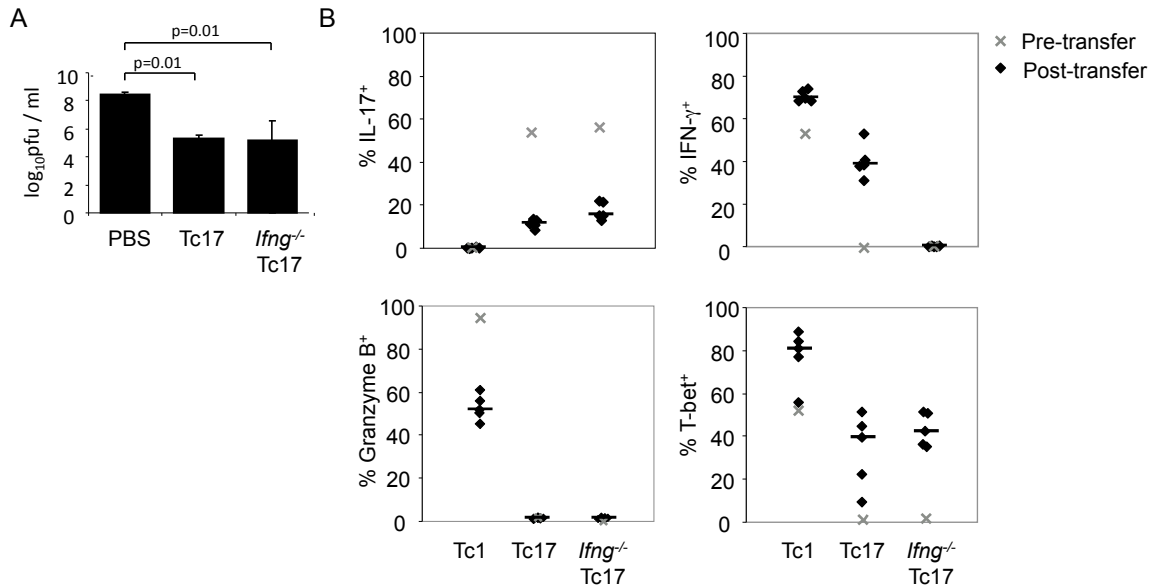 A
p=0.01
p=0.01
log₁₀pfu / ml
10
8
6
4
2
0
PBS
Tc17
Ifng⁻/⁻
Tc17
B
% IL-17⁺
100
80
60
40
20
0
% IFN-γ⁺
100
80
60
40
20
0
Pre-transfer
Post-transfer
% Granzyme B⁺
100
80
60
40
20
0
Tc1
Tc17
Ifng⁻/⁻
Tc17
% T-bet⁺
100
80
60
40
20
0
Tc1
Tc17
Ifng⁻/⁻
Tc17